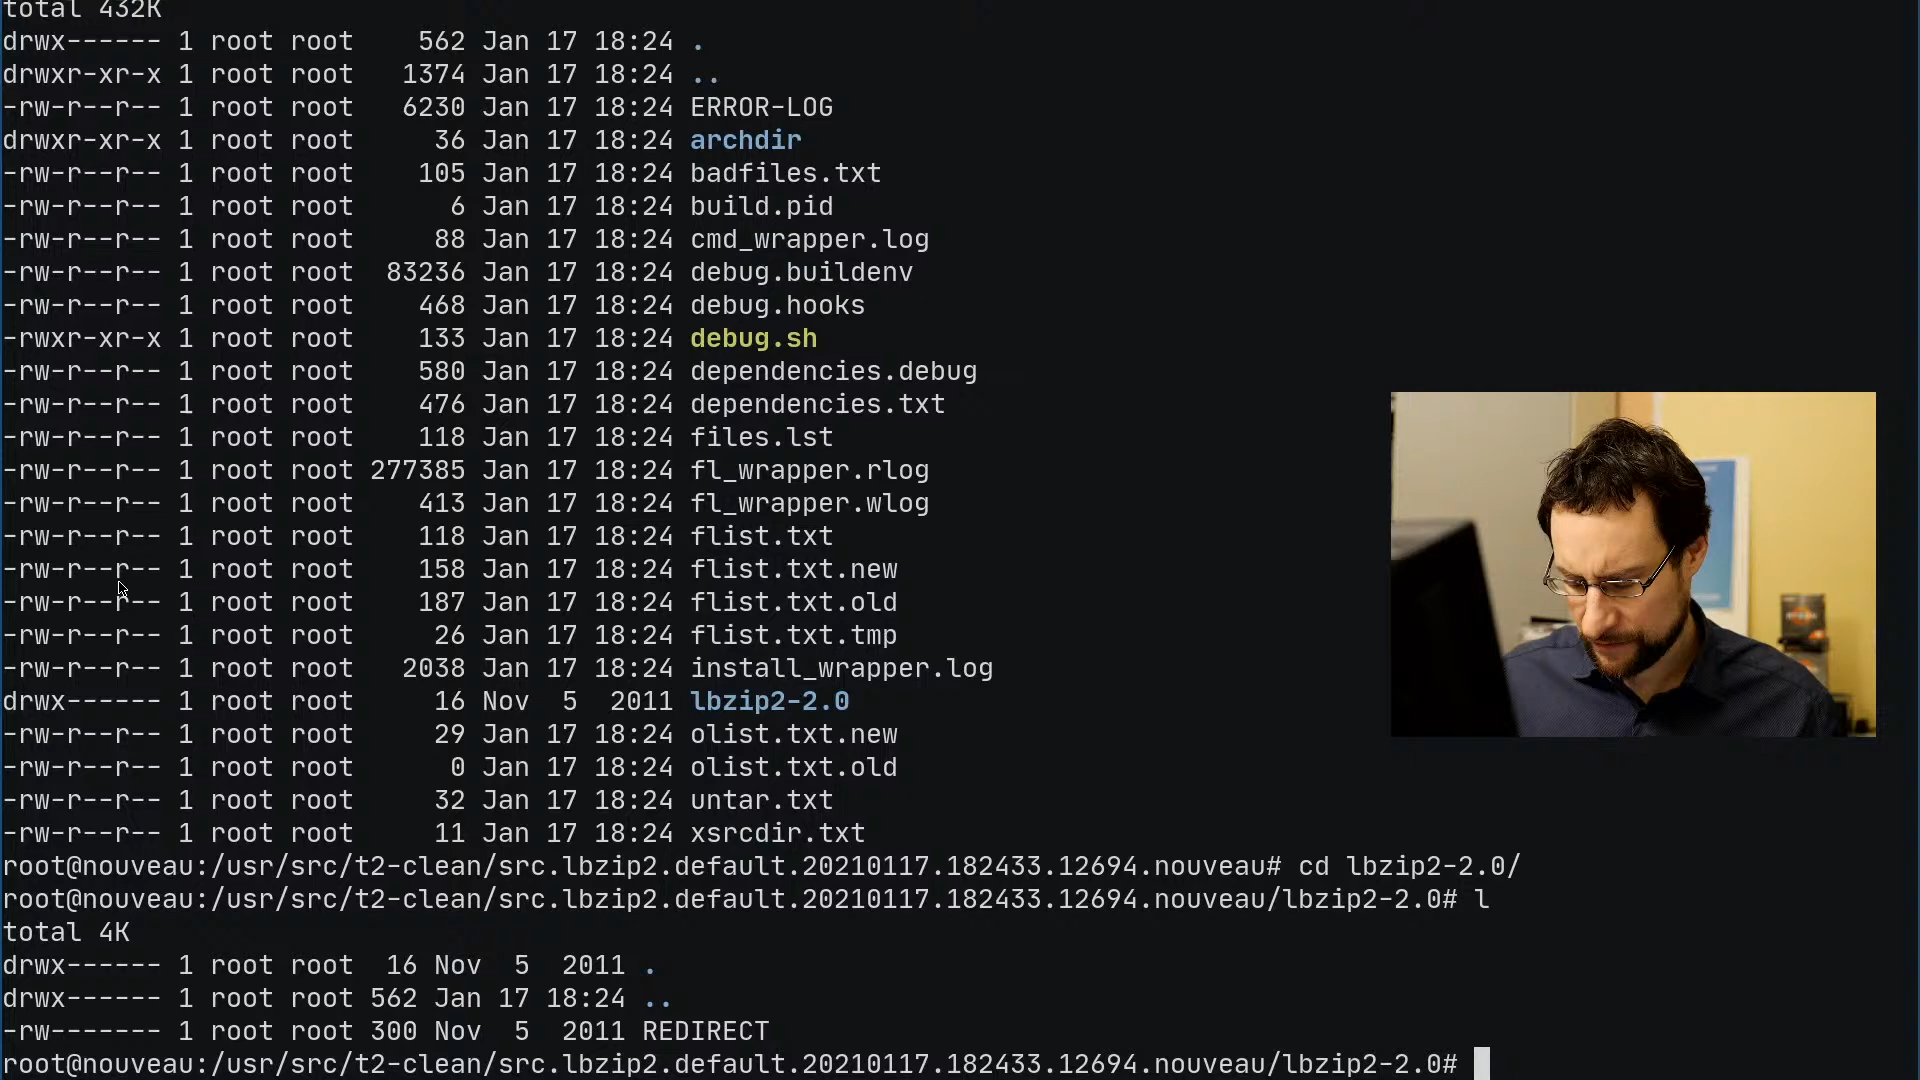 total 432K
drwx------ 1 root root    562 Jan 17 18:24 .
drwxr-xr-x 1 root root   1374 Jan 17 18:24 ..
-rw-r--r-- 1 root root   6230 Jan 17 18:24 ERROR-LOG
drwxr-xr-x 1 root root     36 Jan 17 18:24 archdir
-rw-r--r-- 1 root root    105 Jan 17 18:24 badfiles.txt
-rw-r--r-- 1 root root      6 Jan 17 18:24 build.pid
-rw-r--r-- 1 root root     88 Jan 17 18:24 cmd_wrapper.log
-rw-r--r-- 1 root root  83236 Jan 17 18:24 debug.buildenv
-rw-r--r-- 1 root root    468 Jan 17 18:24 debug.hooks
-rwxr-xr-x 1 root root    133 Jan 17 18:24 debug.sh
-rw-r--r-- 1 root root    580 Jan 17 18:24 dependencies.debug
-rw-r--r-- 1 root root    476 Jan 17 18:24 dependencies.txt
-rw-r--r-- 1 root root    118 Jan 17 18:24 files.lst
-rw-r--r-- 1 root root 277385 Jan 17 18:24 fl_wrapper.rlog
-rw-r--r-- 1 root root    413 Jan 17 18:24 fl_wrapper.wlog
-rw-r--r-- 1 root root    118 Jan 17 18:24 flist.txt
-rw-r--r-- 1 root root    158 Jan 17 18:24 flist.txt.new
-rw-r--r-- 1 root root    187 Jan 17 18:24 flist.txt.old
-rw-r--r-- 1 root root     26 Jan 17 18:24 flist.txt.tmp
-rw-r--r-- 1 root root   2038 Jan 17 18:24 install_wrapper.log
drwx------ 1 root root     16 Nov  5  2011 lbzip2-2.0
-rw-r--r-- 1 root root     29 Jan 17 18:24 olist.txt.new
-rw-r--r-- 1 root root      0 Jan 17 18:24 olist.txt.old
-rw-r--r-- 1 root root     32 Jan 17 18:24 untar.txt
-rw-r--r-- 1 root root     11 Jan 17 18:24 xsrcdir.txt
root@nouveau:/usr/src/t2-clean/src.lbzip2.default.20210117.182433.12694.nouveau# cd lbzip2-2.0/
root@nouveau:/usr/src/t2-clean/src.lbzip2.default.20210117.182433.12694.nouveau/lbzip2-2.0# l
total 4K
drwx------ 1 root root  16 Nov  5  2011 .
drwx------ 1 root root 562 Jan 17 18:24 ..
-rw------- 1 root root 300 Nov  5  2011 REDIRECT
root@nouveau:/usr/src/t2-clean/src.lbzip2.default.20210117.182433.12694.nouveau/lbzip2-2.0#